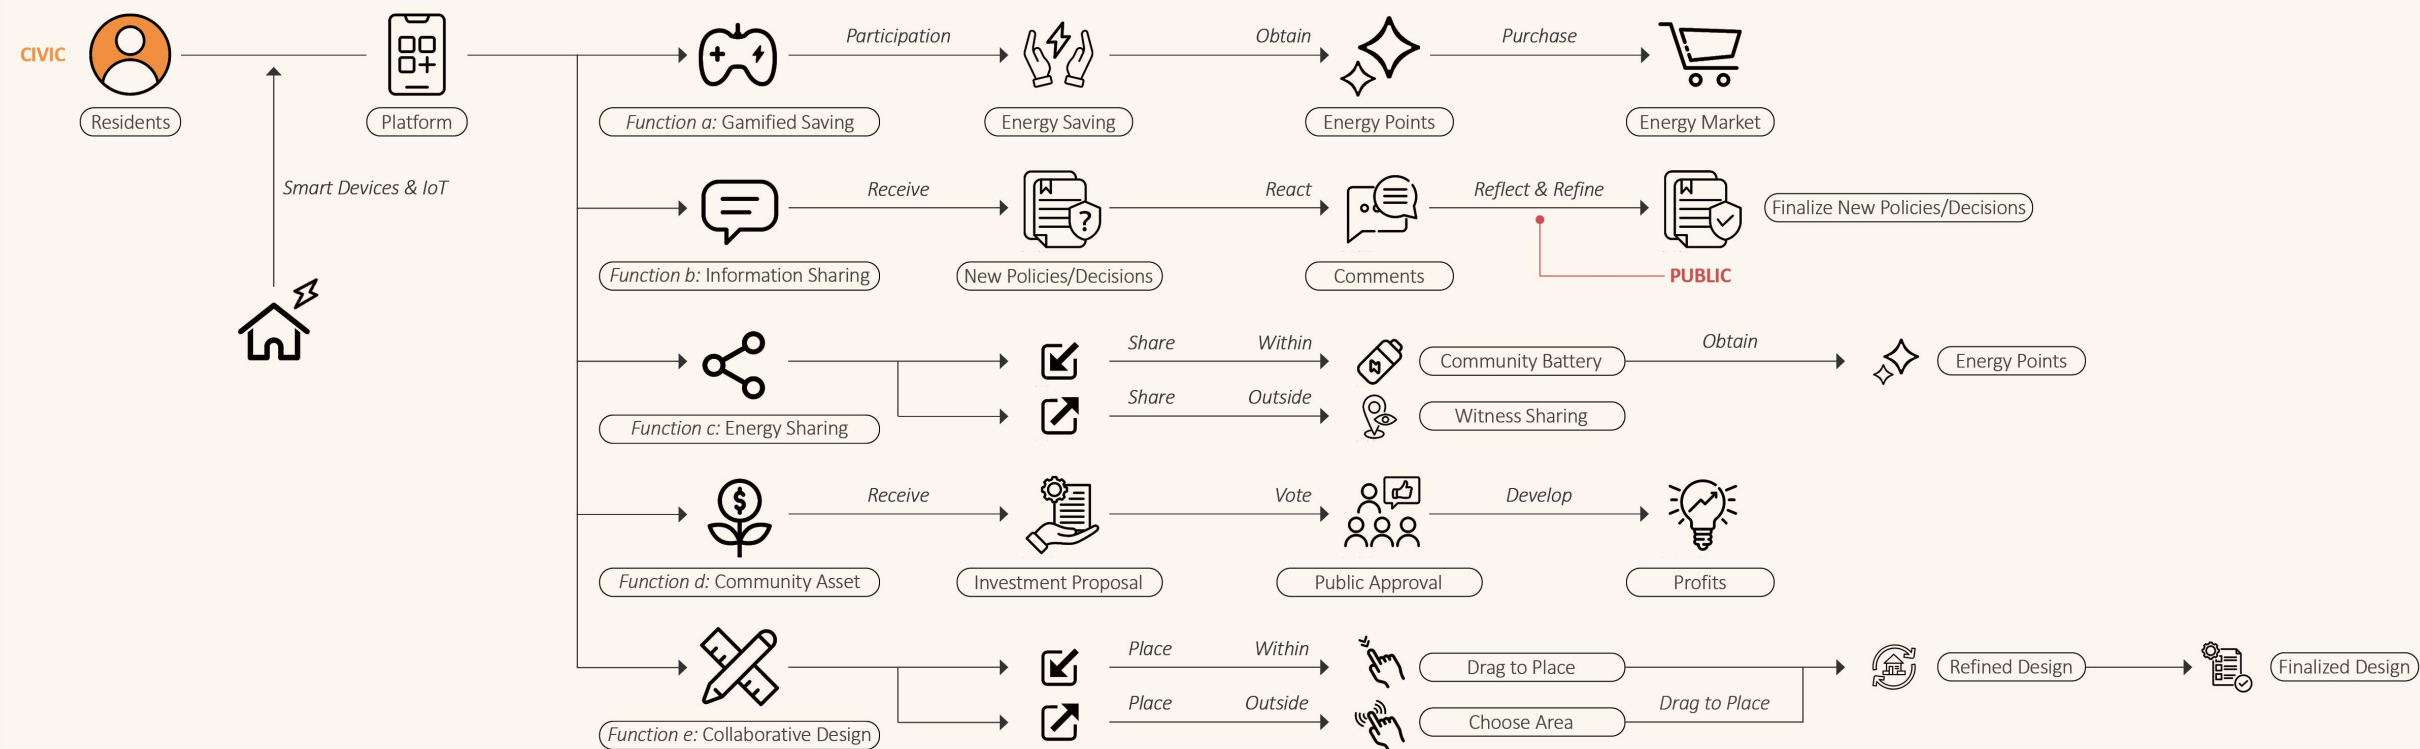 CIVIC
Residents
Platform
Smart Devices & IoT
Function a: Gamified Saving
Participation
Energy Saving
Obtain
Energy Points
Purchase
Energy Market
Function b: Information Sharing
Receive
New Policies/Decisions
React
Comments
Reflect & Refine
PUBLIC
Finalize New Policies/Decisions
Function c: Energy Sharing
Share Within
Community Battery
Obtain
Energy Points
Share Outside
Witness Sharing
Function d: Community Asset
Receive
Investment Proposal
Vote
Public Approval
Develop
Profits
Function e: Collaborative Design
Place Within
Drag to Place
Place Outside
Choose Area
Drag to Place
Refined Design
Finalized Design